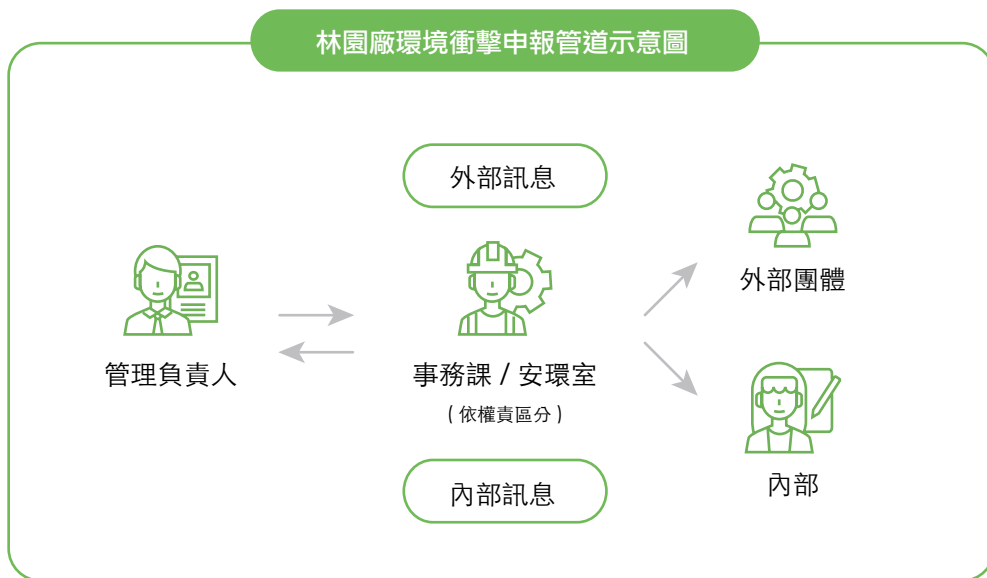 林園廠環境衝擊申報管道示意圖
外部訊息
外部團體
管理負責人
事務課 / 安環室
( 依權責區分 )
內部
內部訊息